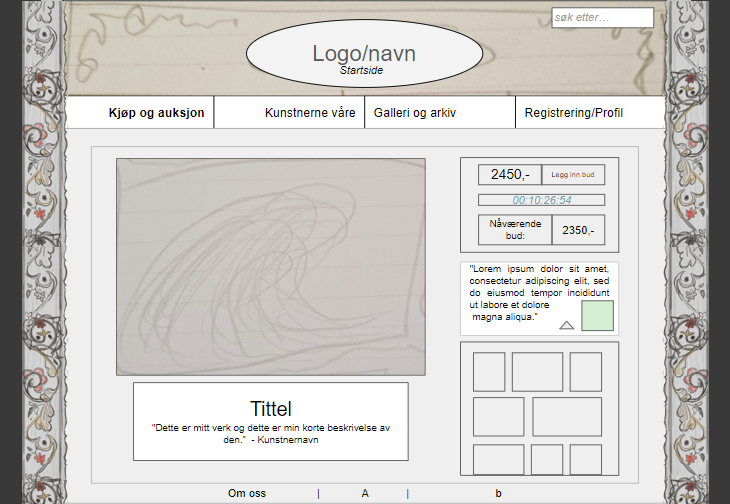 søk etter…
Logo/navn
Startside
Kjøp og auksjon
Kunstnerne våre
Galleri og arkiv
Registrering/Profil
2450,-
Legg inn bud
00:10:26:54
Nåværende
bud:
2350,-
"Lorem ipsum dolor sit amet,
consectetur adipiscing elit, sed
do eiusmod tempor incididunt
ut labore et dolore
magna aliqua."
Tittel
"Dette er mitt verk og dette er min korte beskrivelse av
den." - Kunstnernavn
Om oss | A | b